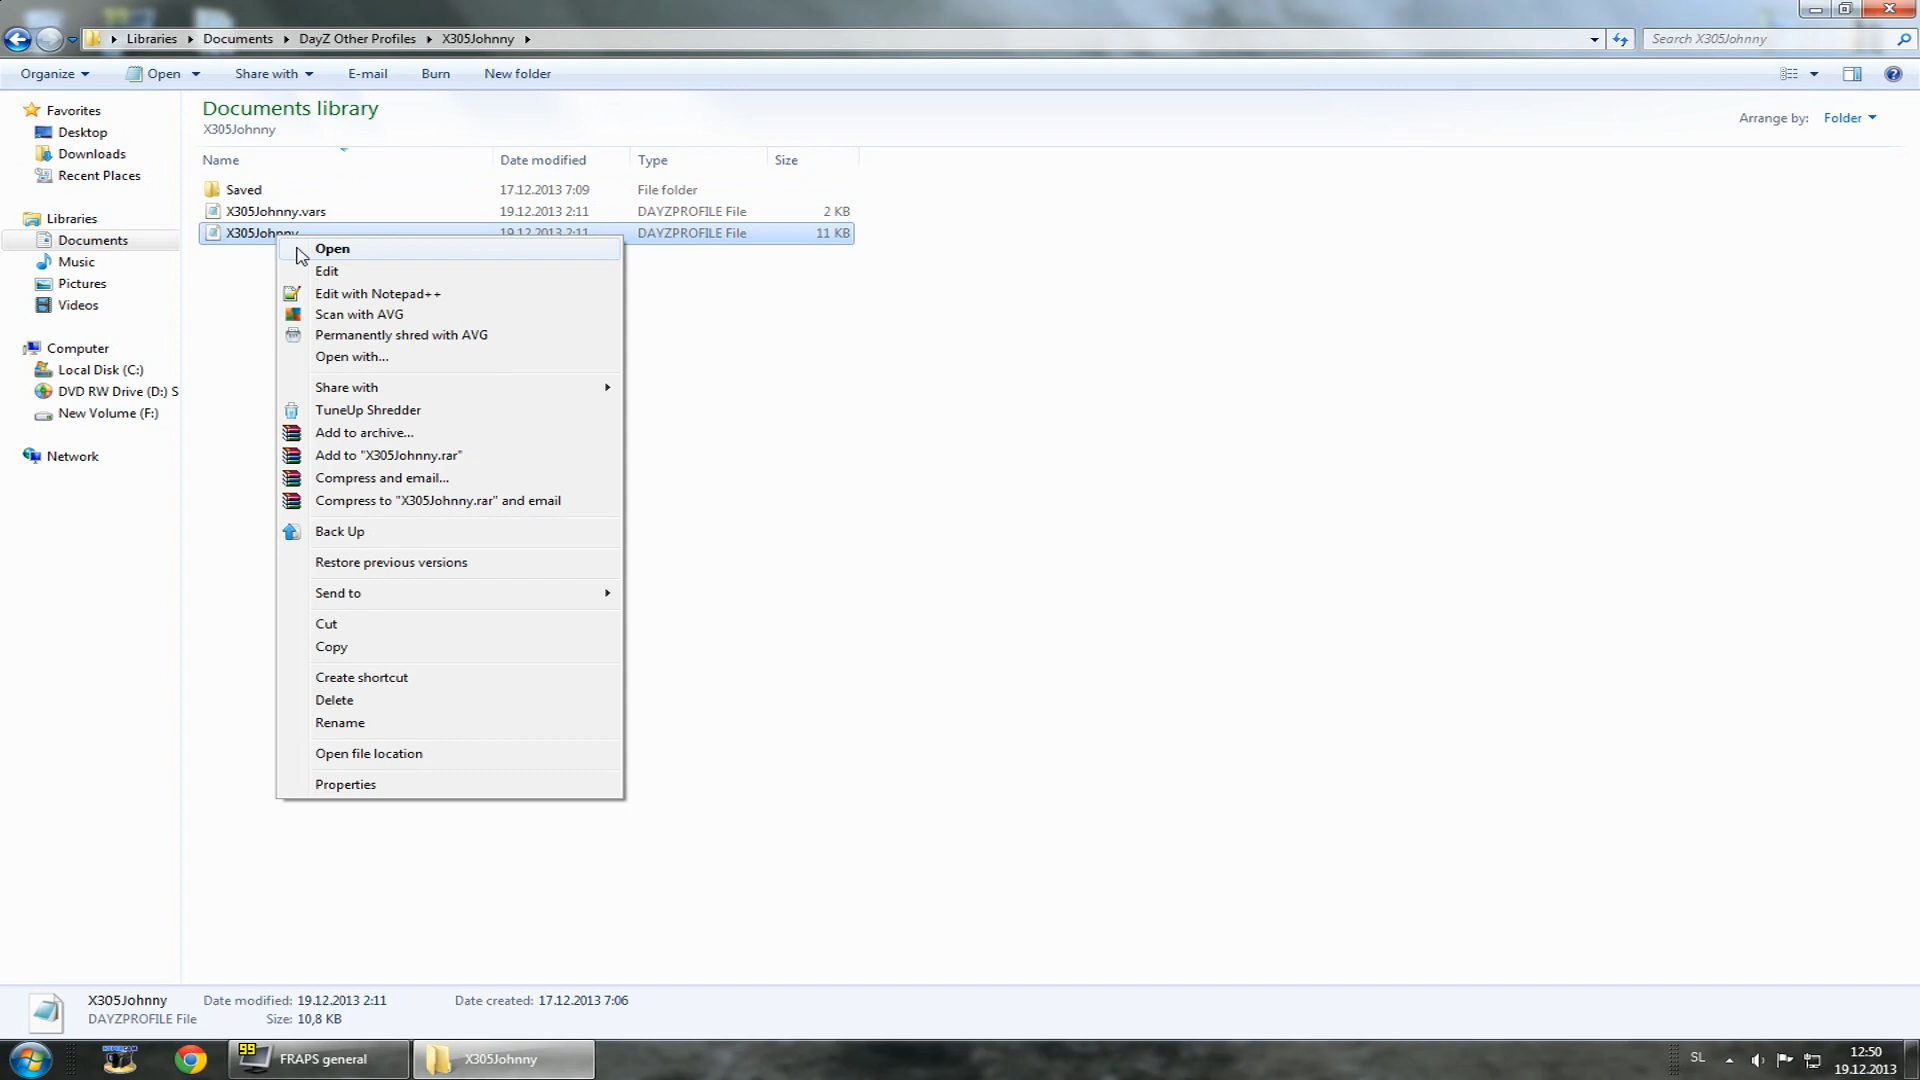 Libraries Documents DayZ Other Profiles X305Johnny
Search X305Johnny
Organize Open Share with E-mail Burn New folder
Favorites
Desktop
Downloads
Recent Places
Libraries
Documents
Music
Pictures
Videos
Computer
Local Disk (C:)
DVD RW Drive (D:) S
New Volume (F:)
Network
Documents library
X305Johnny
Arrange by: Folder
Name Date modified Type Size
Saved 17.12.2013 7:09 File folder
X305Johnny.vars 19.12.2013 2:11 DAYZPROFILE File 2 KB
X305Johnny 19.12.2013 2:11 DAYZPROFILE File 11 KB
Open
Edit
Edit with Notepad++
Scan with AVG
Permanently shred with AVG
Open with...
Share with
TuneUp Shredder
Add to archive...
Add to "X305Johnny.rar"
Compress and email...
Compress to "X305Johnny.rar" and email
Back Up
Restore previous versions
Send to
Cut
Copy
Create shortcut
Delete
Rename
Open file location
Properties
X305Johnny Date modified: 19.12.2013 2:11 Date created: 17.12.2013 7:06
DAYZPROFILE File Size: 10,8 KB
99 FRAPS general
X305Johnny
SL
12:50
19.12.2013